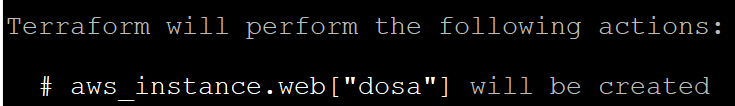 Terraform will perform the following actions:
# aws_instance.web["dosa"] will be created